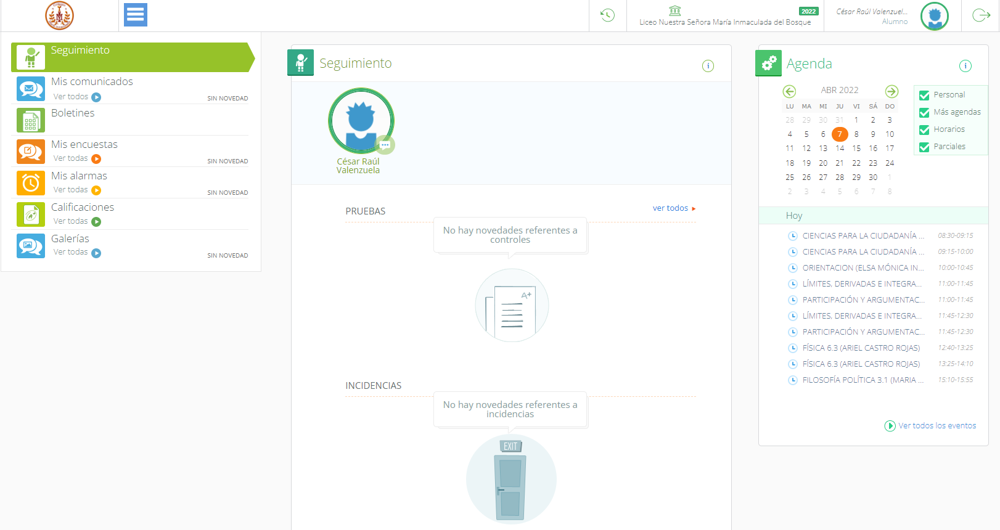 2022
Liceo Nuestra Señora María Inmaculada del Bosque
César Raúl Valenzuel...
Alumno
Seguimiento
Mis comunicados
Ver todos
SIN NOVEDAD
Boletines
Mis encuestas
Ver todas
SIN NOVEDAD
Mis alarmas
Ver todas
SIN NOVEDAD
Calificaciones
Ver todas
Galerías
Ver todas
SIN NOVEDAD
Seguimiento
César Raúl
Valenzuela
PRUEBAS
ver todos
No hay novedades referentes a
controles
A+
INCIDENCIAS
No hay novedades referentes a
incidencias
EXIT
Agenda
ABR 2022
LU MA MI JU VI SÁ DO
28 29 30 31 1 2 3
4 5 6 7 8 9 10
11 12 13 14 15 16 17
18 19 20 21 22 23 24
25 26 27 28 29 30 1
2 3 4 5 6 7 8
Personal
Más agendas
Horarios
Parciales
Hoy
CIENCIAS PARA LA CIUDADANÍA ... 08:30-09:15
CIENCIAS PARA LA CIUDADANÍA ... 09:15-10:00
ORIENTACION (ELSA MÓNICA IN... 10:00-10:45
LÍMITES, DERIVADAS E INTEGRA... 11:00-11:45
PARTICIPACIÓN Y ARGUMENTAC... 11:00-11:45
LÍMITES, DERIVADAS E INTEGRA... 11:45-12:30
PARTICIPACIÓN Y ARGUMENTAC... 11:45-12:30
FÍSICA 6.3 (ARIEL CASTRO ROJAS) 12:40-13:25
FÍSICA 6.3 (ARIEL CASTRO ROJAS) 13:25-14:10
FILOSOFÍA POLÍTICA 3.1 (MARIA ... 15:10-15:55
Ver todos los eventos